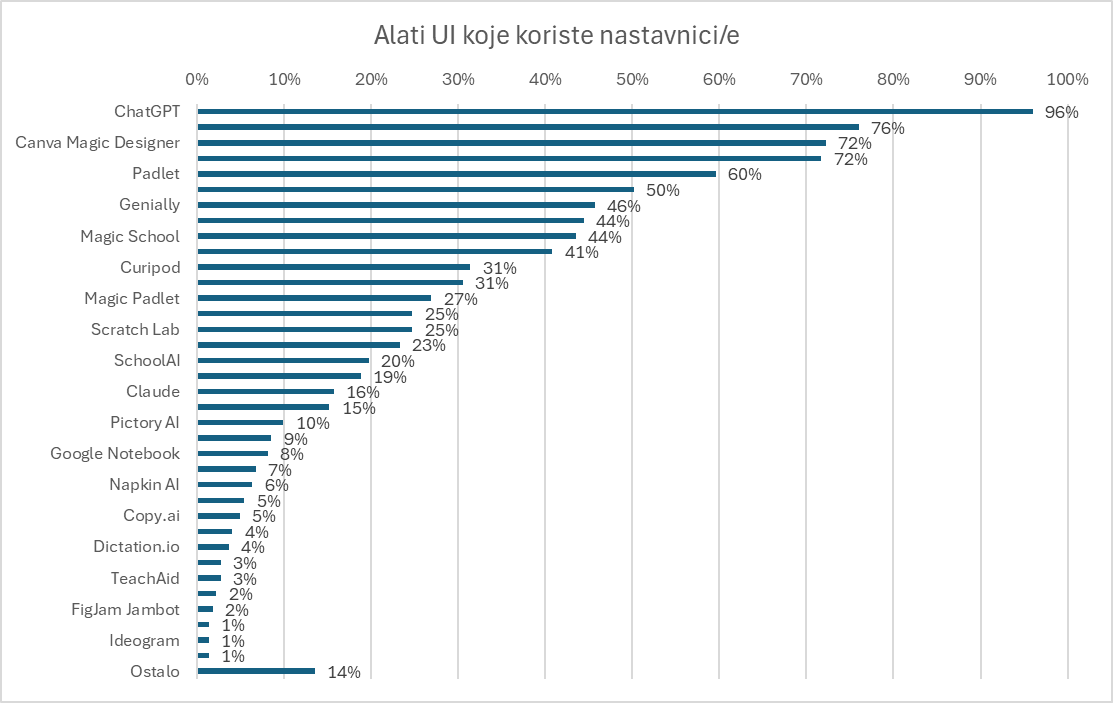 Alati UI koje koriste nastavnici/e
0% 10% 20% 30% 40% 50% 60% 70% 80% 90% 100%
ChatGPT 96%
76%
Canva Magic Designer 72%
72%
Padlet 60%
50%
Genially 46%
44%
Magic School 44%
41%
Curipod 31%
31%
Magic Padlet 27%
25%
Scratch Lab 25%
23%
SchoolAI 20%
19%
Claude 16%
15%
Pictory AI 10%
9%
Google Notebook 8%
7%
Napkin AI 6%
5%
Copy.ai 5%
4%
Dictation.io 4%
3%
TeachAid 3%
2%
FigJam Jambot 2%
1%
Ideogram 1%
1%
Ostalo 14%